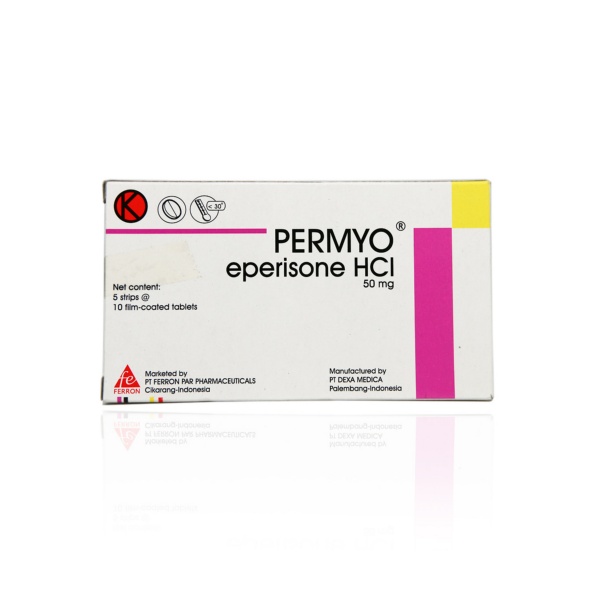 K
< 30°
PERMYO®
eperisone HCl
50 mg
Net content:
5 strips @
10 film-coated tablets
fe
FERRON
Marketed by
PT FERRON PAR PHARMACEUTICALS
Cikarang-Indonesia
Manufactured by
PT DEXA MEDICA
Palembang-Indonesia